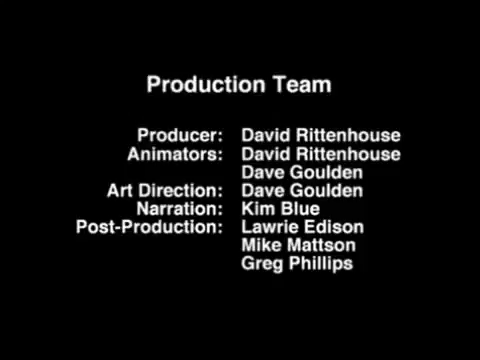 Production Team
Producer: David Rittenhouse
Animators: David Rittenhouse
Dave Goulden
Art Direction: Dave Goulden
Narration: Kim Blue
Post-Production: Lawrie Edison
Mike Mattson
Greg Phillips